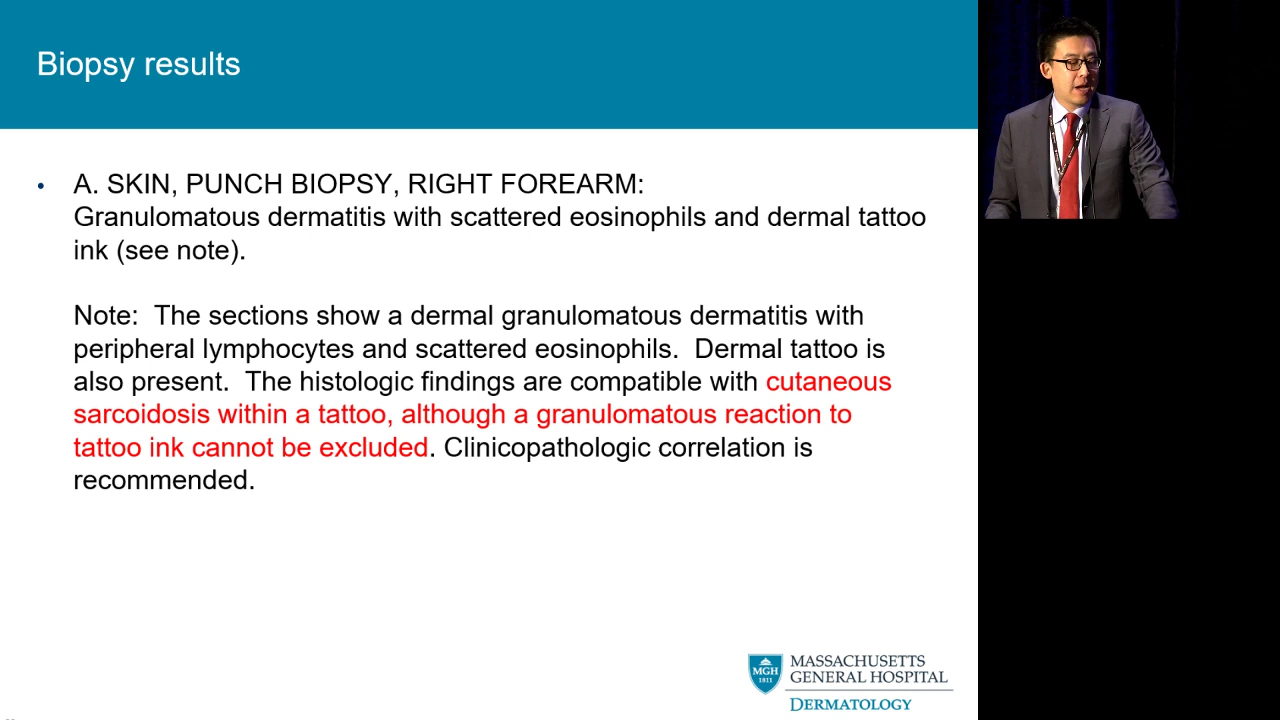 Biopsy results
• A. SKIN, PUNCH BIOPSY, RIGHT FOREARM:
Granulomatous dermatitis with scattered eosinophils and dermal tattoo
ink (see note).
Note:  The sections show a dermal granulomatous dermatitis with
peripheral lymphocytes and scattered eosinophils.  Dermal tattoo is
also present.  The histologic findings are compatible with cutaneous
sarcoidosis within a tattoo, although a granulomatous reaction to
tattoo ink cannot be excluded. Clinicopathologic correlation is
recommended.
MGH
1811
MASSACHUSETTS
GENERAL HOSPITAL
DERMATOLOGY